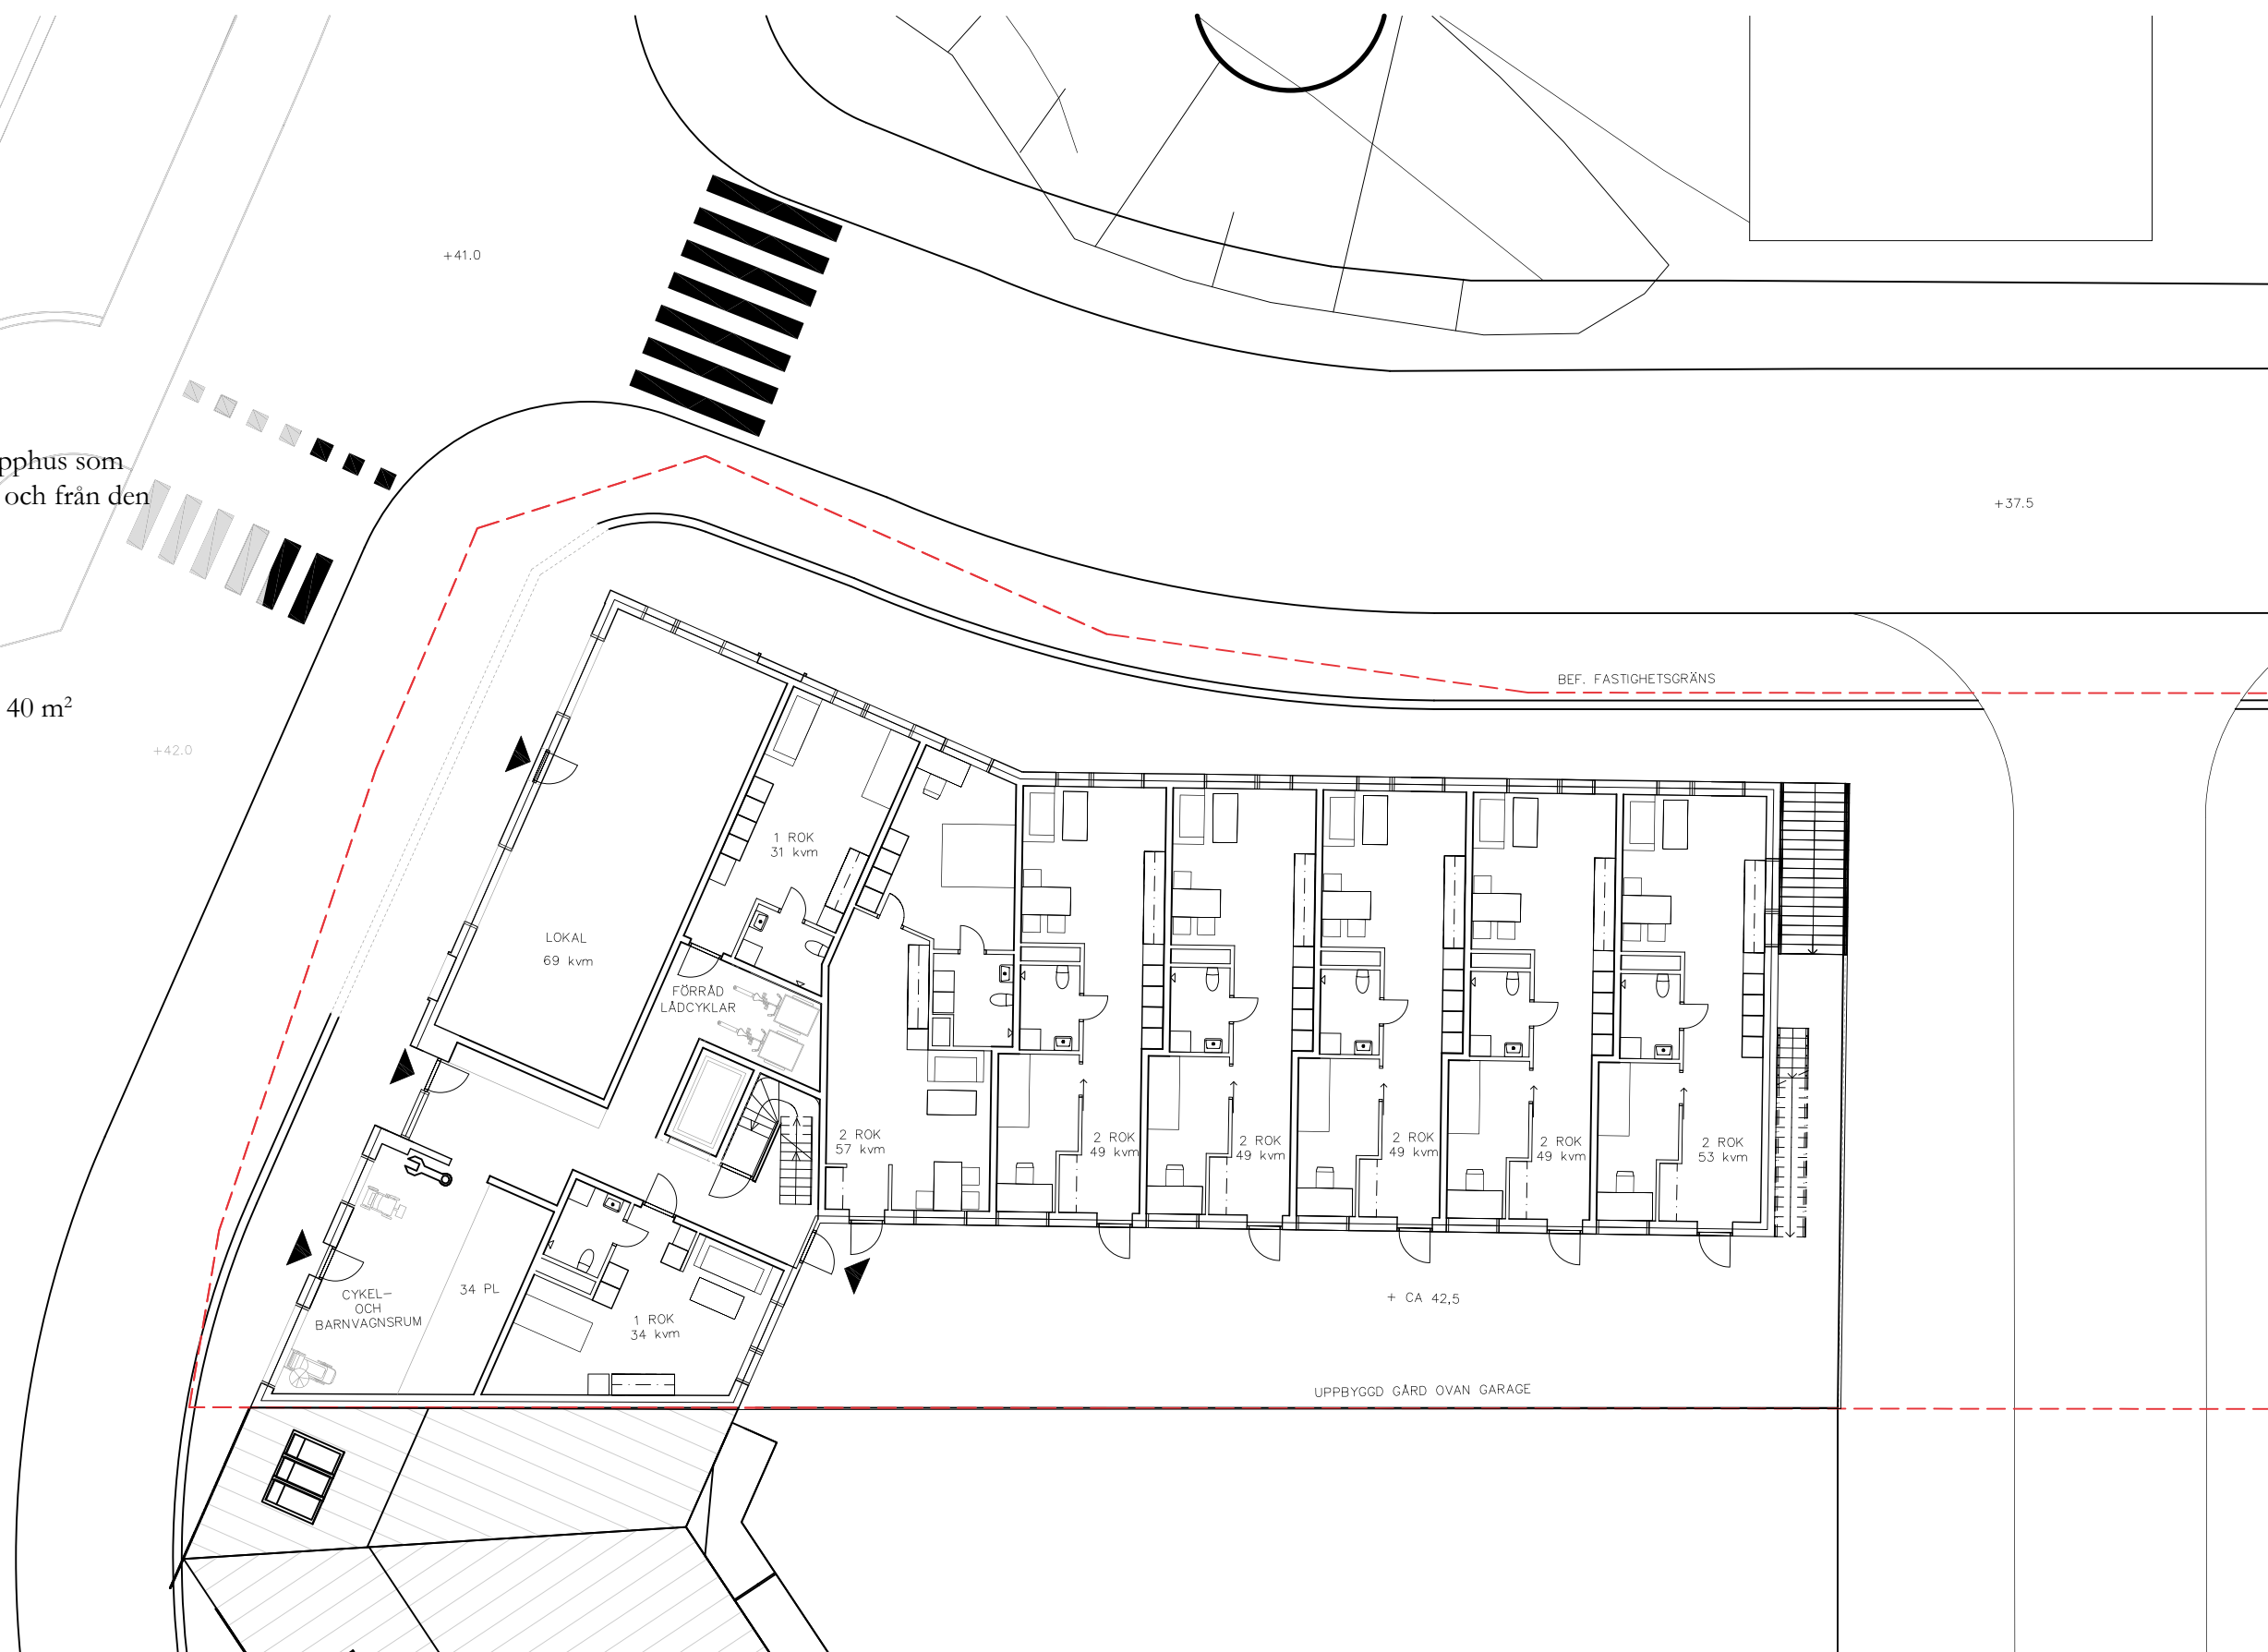 +41.0
pphus som
och från den
+37.5
BEF. FASTIGHETSGRÄNS
40 m²
+42.0
1 ROK
31 kvm
LOKAL
69 kvm
FÖRRÅD
LÅDCYKLAR
2 ROK
57 kvm
2 ROK
49 kvm
2 ROK
49 kvm
2 ROK
49 kvm
2 ROK
49 kvm
2 ROK
53 kvm
34 PL
CYKEL-
OCH
BARNVAGNSRUM
1 ROK
34 kvm
+ CA 42,5
UPPBYGGD GÅRD OVAN GARAGE